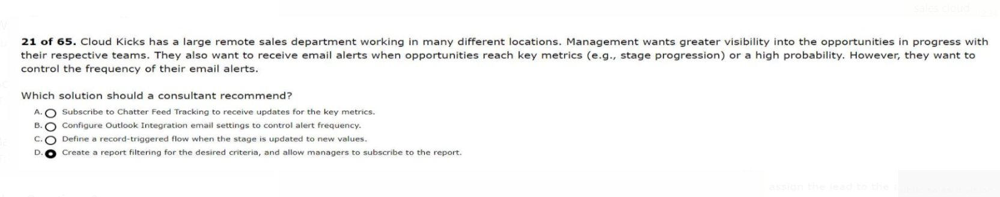 sales cloud
21 of 65. Cloud Kicks has a large remote sales department working in many different locations. Management wants greater visibility into the opportunities in progress with
their respective teams. They also want to receive email alerts when opportunities reach key metrics (e.g., stage progression) or a high probability. However, they want to
control the frequency of their email alerts.
Which solution should a consultant recommend?
A. Subscribe to Chatter Feed Tracking to receive updates for the key metrics.
B. Configure Outlook Integration email settings to control alert frequency.
C. Define a record-triggered flow when the stage is updated to new values.
D. Create a report filtering for the desired criteria, and allow managers to subscribe to the report.
assign the lead to the